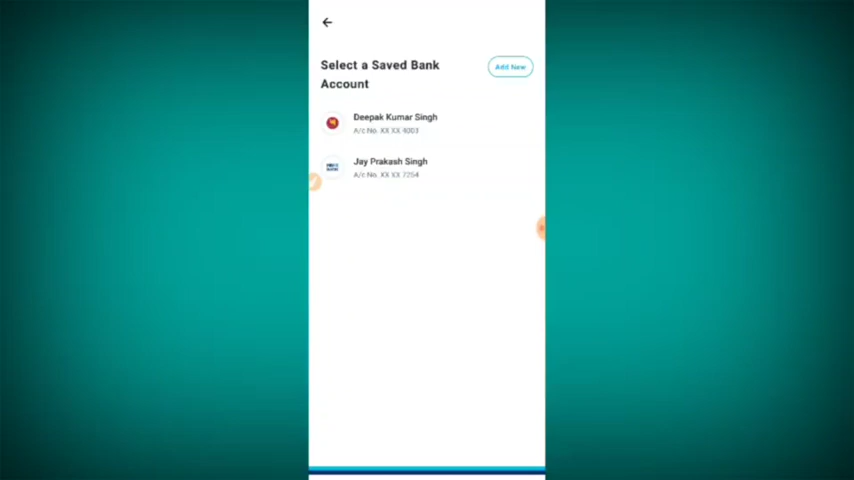 Select a Saved Bank
Account
Add New
Deepak Kumar Singh
A/c No. XX XX 4003
Jay Prakash Singh
A/c No. XX XX 7254